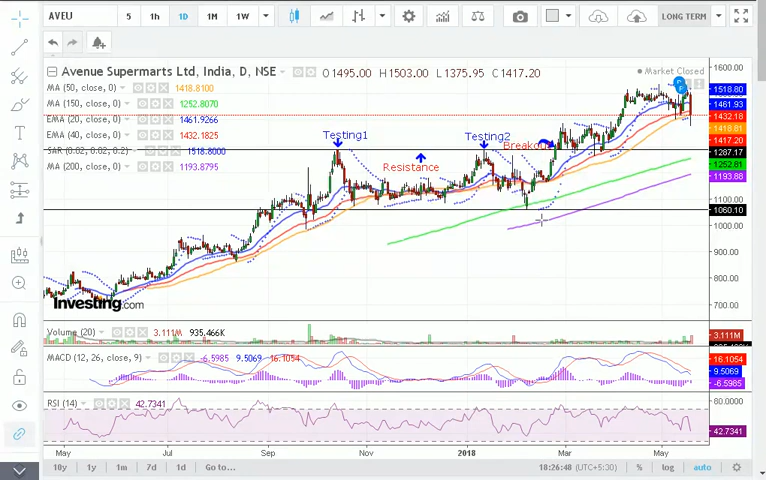 AVEU 5 1h 1D 1M 1W LONG TERM
Avenue Supermarts Ltd, India, D, NSE O 1495.00 H 1503.00 L 1375.95 C 1417.20
Market Closed
MA (50, close, 0) 1418.8100
MA (150, close, 0) 1252.8070
EMA (20, close, 0) 1461.9266
EMA (40, close, 0) 1432.1825
SAR (0.02, 0.02, 0.2) 1518.8000
MA (200, close, 0) 1193.8795
Testing1
Resistance
Testing2
Breakout
1600.00
1518.80
1461.93
1432.18
1418.81
1417.20
1287.17
1252.81
1193.88
1100.00
1060.10
1000.00
900.00
800.00
700.00
Investing.com
Volume (20) 3.111M 935.466K
3.111M
MACD (12, 26, close, 9) -6.5985 9.5069 16.1054
16.1054
9.5069
-6.5985
RSI (14) 42.7341
80.0000
42.7341
May Jul Sep Nov 2018 Mar May
10y 1y 1m 7d 1d Go to... 18:26:48 (UTC+5:30) % log auto